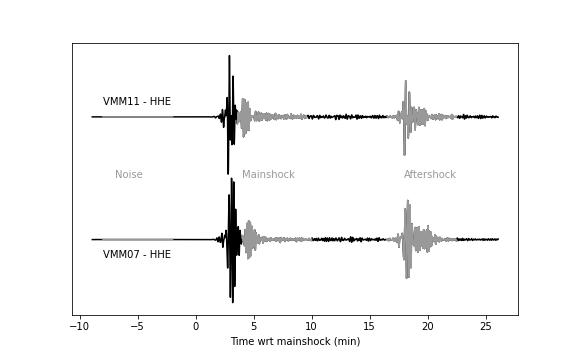 VMM11 - HHE
Noise Mainshock Aftershock
VMM07 - HHE
−10 −5 0 5 10 15 20 25
Time wrt mainshock (min)